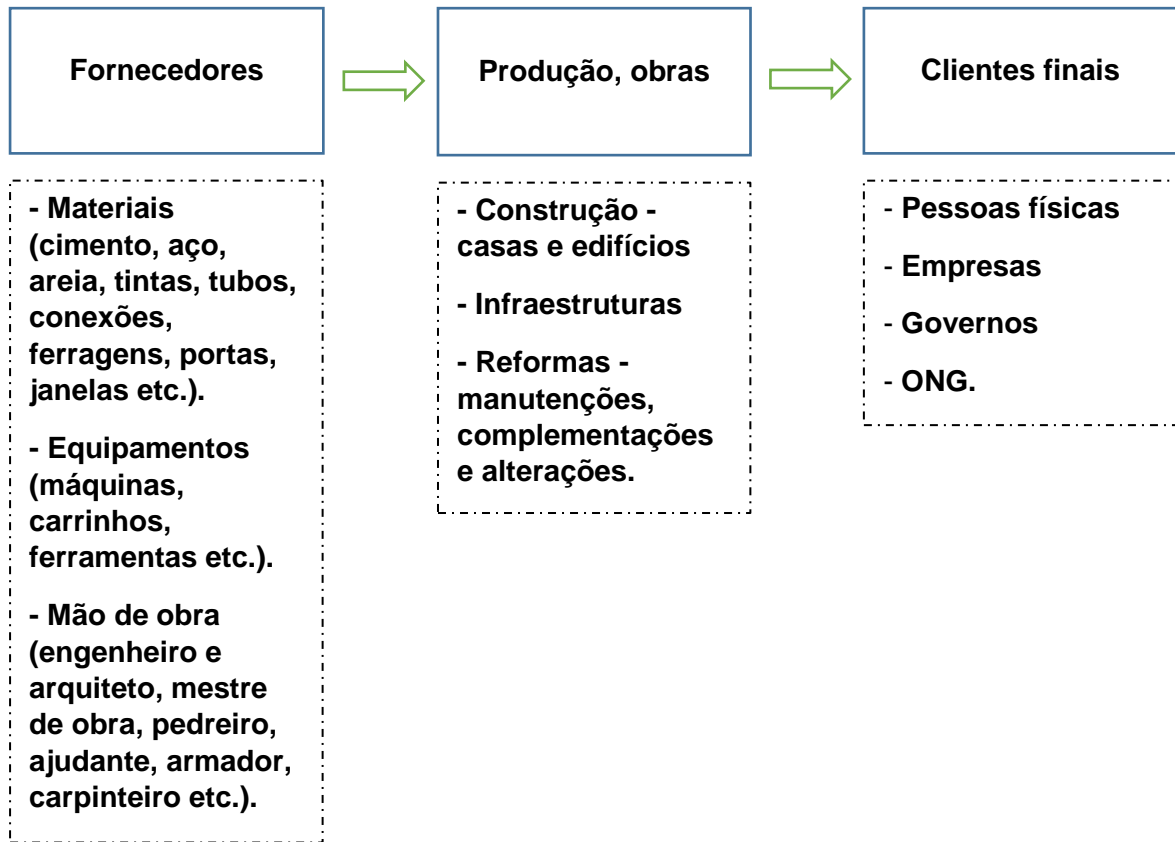 Fornecedores
Produção, obras
Clientes finais
- Materiais
(cimento, aço,
areia, tintas, tubos,
conexões,
ferragens, portas,
janelas etc.).
- Equipamentos
(máquinas,
carrinhos,
ferramentas etc.).
- Mão de obra
(engenheiro e
arquiteto, mestre
de obra, pedreiro,
ajudante, armador,
carpinteiro etc.).
- Construção -
casas e edifícios
- Infraestruturas
- Reformas -
manutenções,
complementações
e alterações.
- Pessoas físicas
- Empresas
- Governos
- ONG.